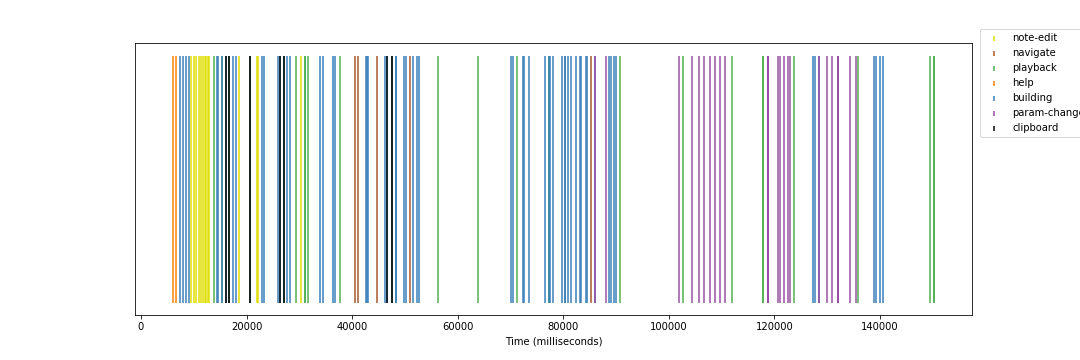 note-edit
navigate
playback
help
building
param-change
clipboard
0 20000 40000 60000 80000 100000 120000 140000
Time (milliseconds)